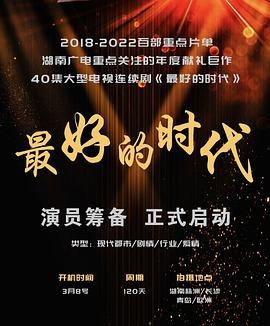 2018-2022百部重点片单
湖南广电重点关注的年度献礼巨作
40集大型电视连续剧《最好的时代》
最好的时代
演员筹备 正式启动
类型:现代都市/剧情/行业/爱情
开机时间 周期 拍摄地点
3月8号 120天 湖南株洲/长沙
青岛/欧洲